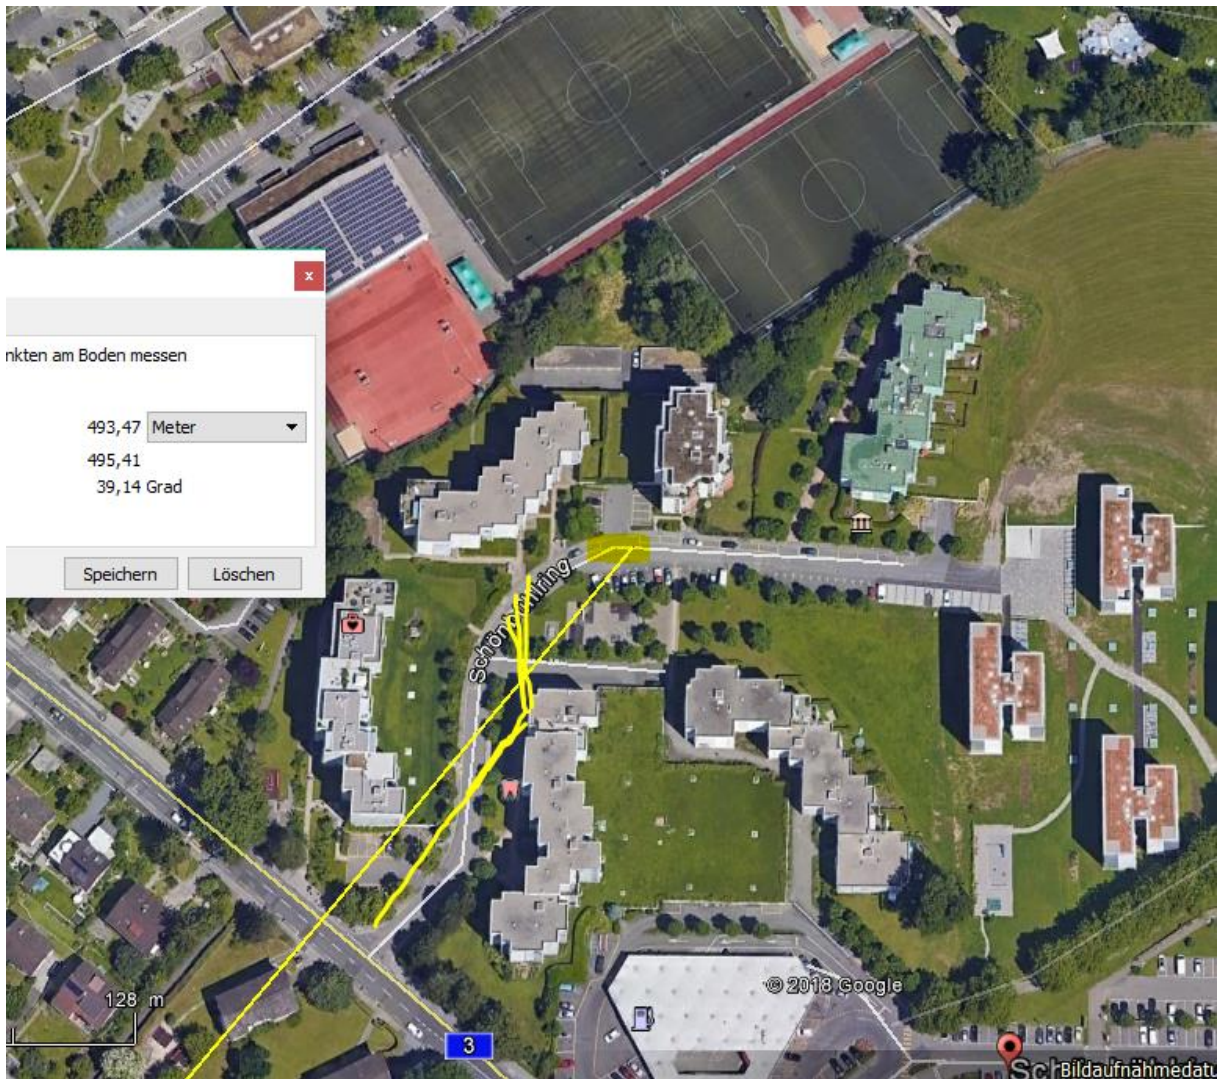 x
nkten am Boden messen
493,47 Meter
495,41
39,14 Grad
Speichern Löschen
128 m
© 2018 Google
3
Bildaufnahmedatu